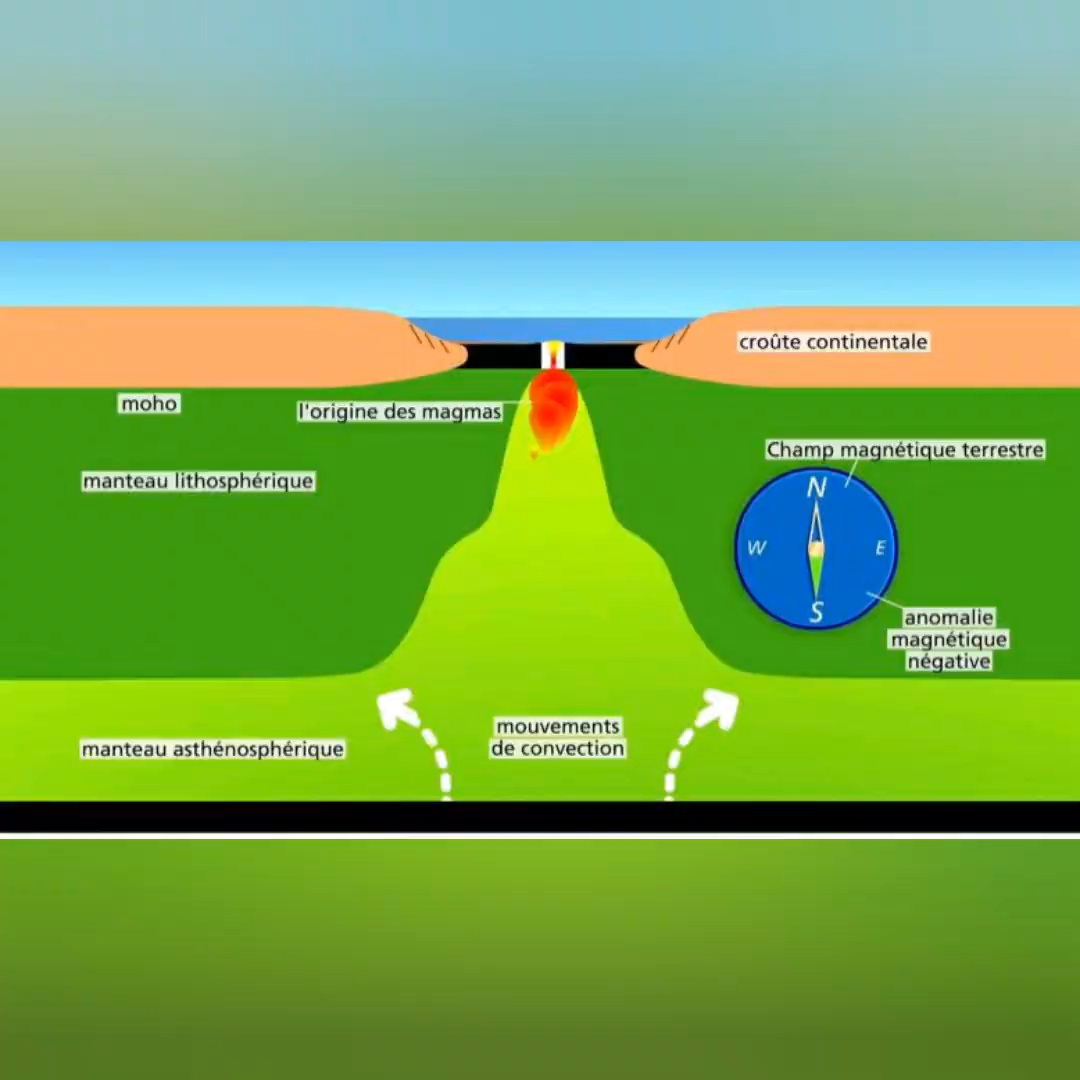 croûte continentale
moho
l'origine des magmas
Champ magnétique terrestre
manteau lithosphérique
N
W
E
S
anomalie
magnétique
négative
mouvements
de convection
manteau asthénosphérique